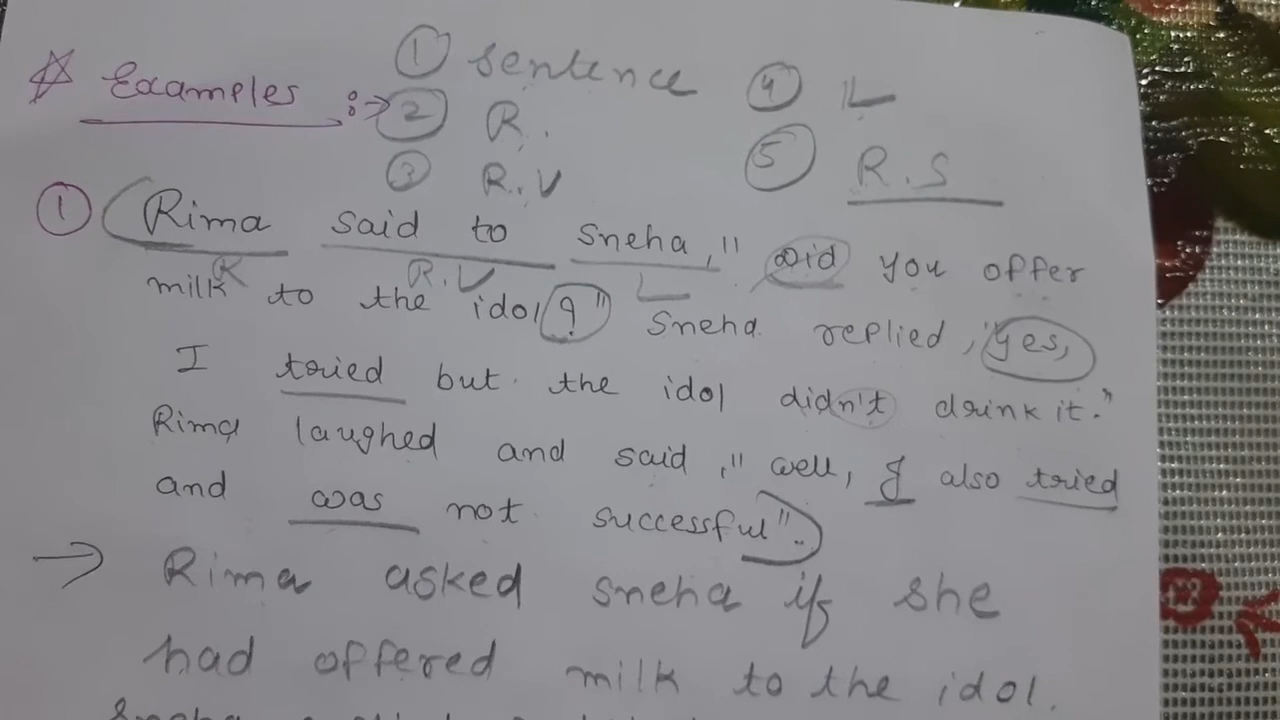 ☆ Examples :→ ① sentence ④ L
② R. ⑤ R.S
③ R.V
① Rima said to Sneha," Did you offer
R R.V L
milk to the idol?" Sneha replied, "yes,
I tried but the idol didn't drink it."
Rima laughed and said," well, I also tried
and was not successful".
→ Rima asked sneha if she
had offered milk to the idol.